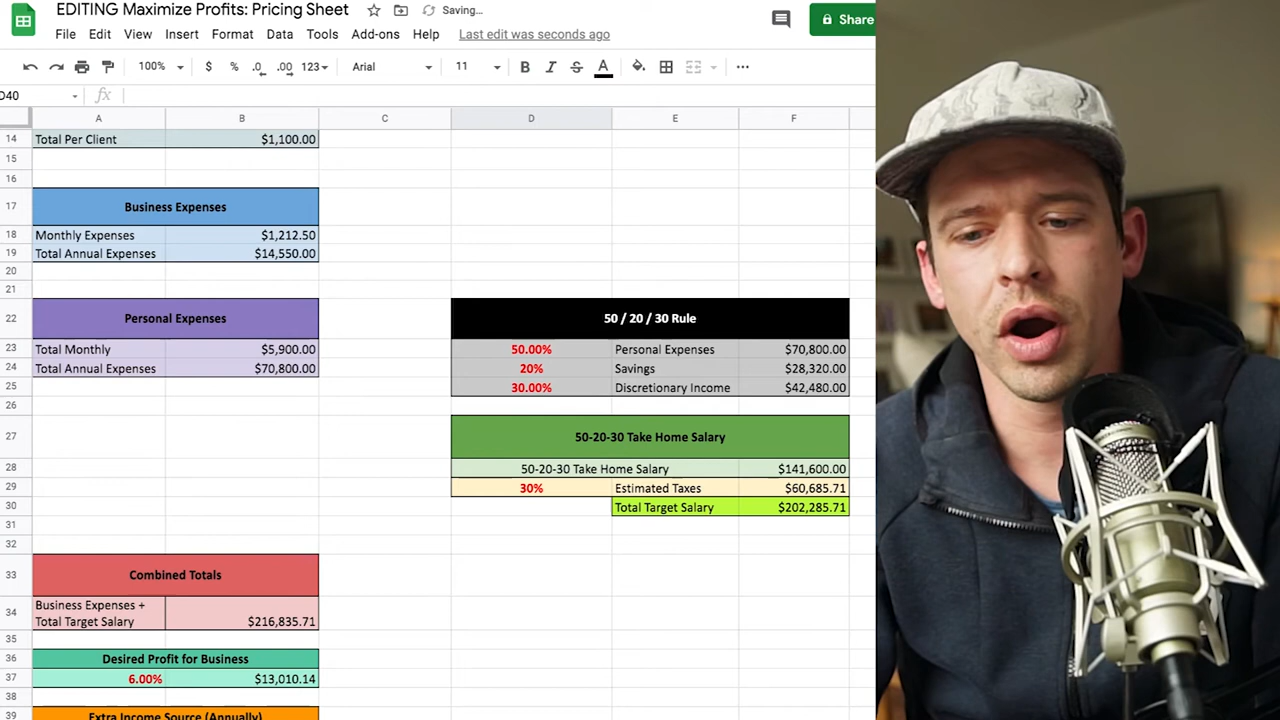 EDITING Maximize Profits: Pricing Sheet Saving...
File Edit View Insert Format Data Tools Add-ons Help Last edit was seconds ago Share
100% $ % .0 .00 123 Arial 11 B I S A
D40 fx
A B C D E F
14 Total Per Client $1,100.00
15
16
17 Business Expenses
18 Monthly Expenses $1,212.50
19 Total Annual Expenses $14,550.00
20
21
22 Personal Expenses 50 / 20 / 30 Rule
23 Total Monthly $5,900.00 50.00% Personal Expenses $70,800.00
24 Total Annual Expenses $70,800.00 20% Savings $28,320.00
25 30.00% Discretionary Income $42,480.00
26
27 50-20-30 Take Home Salary
28 50-20-30 Take Home Salary $141,600.00
29 30% Estimated Taxes $60,685.71
30 Total Target Salary $202,285.71
31
32
33 Combined Totals
34 Business Expenses +
Total Target Salary $216,835.71
35
36 Desired Profit for Business
37 6.00% $13,010.14
38
39 Extra Income Source (Annually)